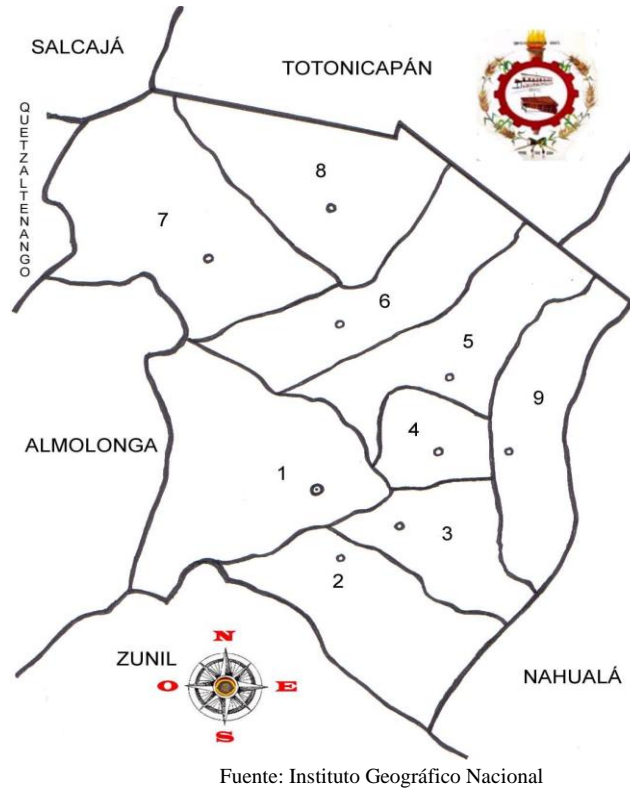 SALCAJÁ
TOTONICAPÁN
QUETZALTENANGO
8
7
6
5
9
4
ALMOLONGA
1
3
2
N
ZUNIL
O
E
S
NAHUALÁ
Fuente: Instituto Geográfico Nacional